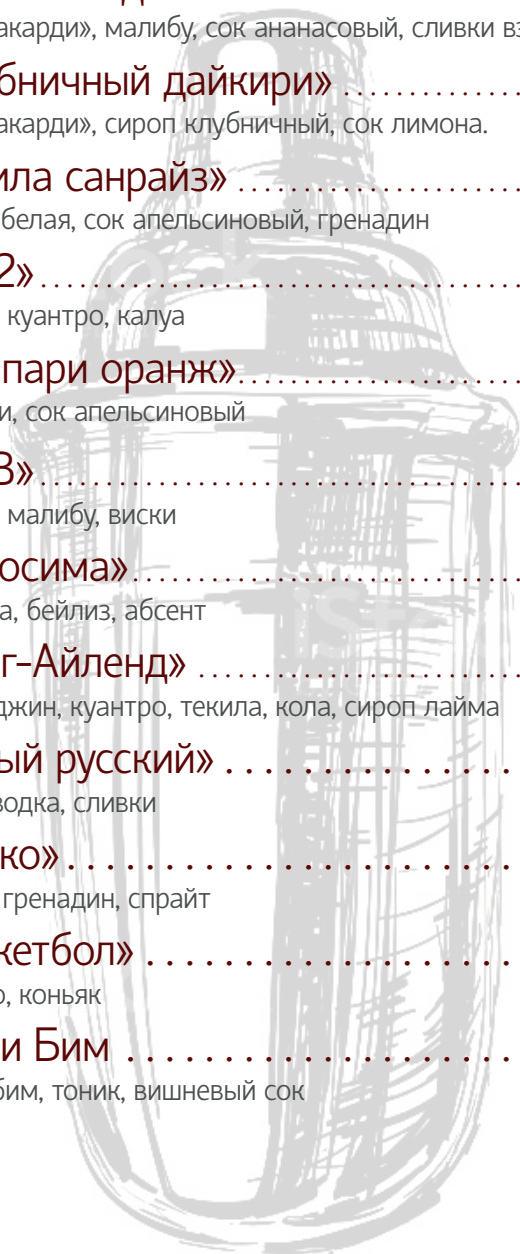 акарди», малибу, сок ананасовый, сливки вз
бничный дайкири»
акарди», сироп клубничный, сок лимона.
ила санрайз»
белая, сок апельсиновый, гренадин
2»
куантро, калуа
пари оранж»
и, сок апельсиновый
3»
малибу, виски
осима»
а, бейлиз, абсент
г-Айленд»
джин, куантро, текила, кола, сироп лайма
ый русский»
водка, сливки
ко»
гренадин, спрайт
кетбол»
о, коньяк
и Бим
бим, тоник, вишневый сок